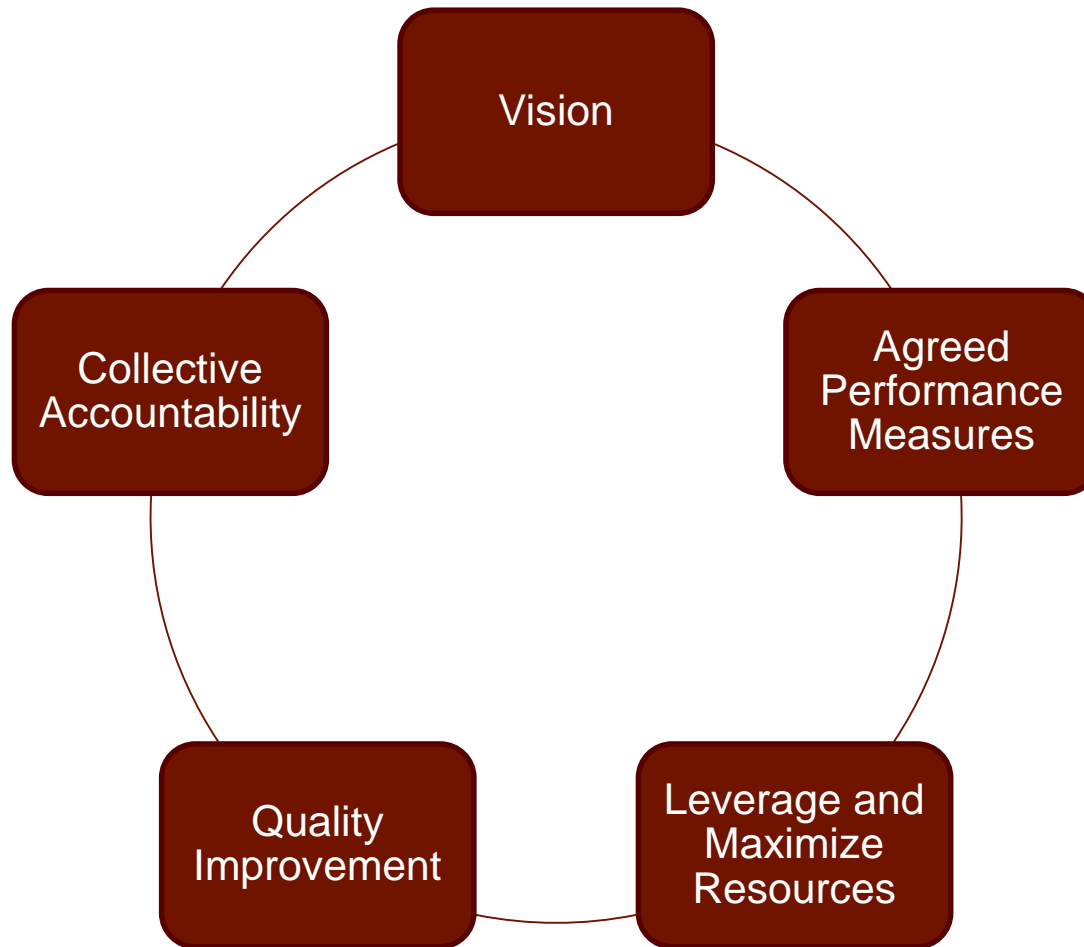 Vision
Agreed
Performance
Measures
Leverage and
Maximize
Resources
Quality
Improvement
Collective
Accountability